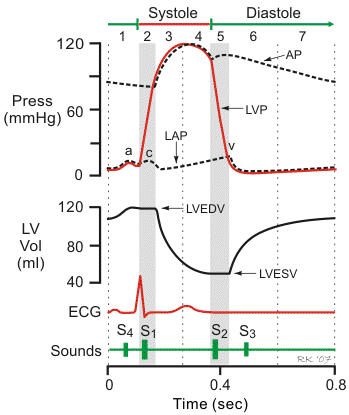 Systole Diastole
1 2 3 4 5 6 7
120
AP
Press
(mmHg)
60
LVP
LAP
a c v
0
120
LVEDV
LV
Vol
(ml)
80
LVESV
40
ECG
S4 S1 S2 S3
Sounds
RK '07
0 0.4 0.8
Time (sec)